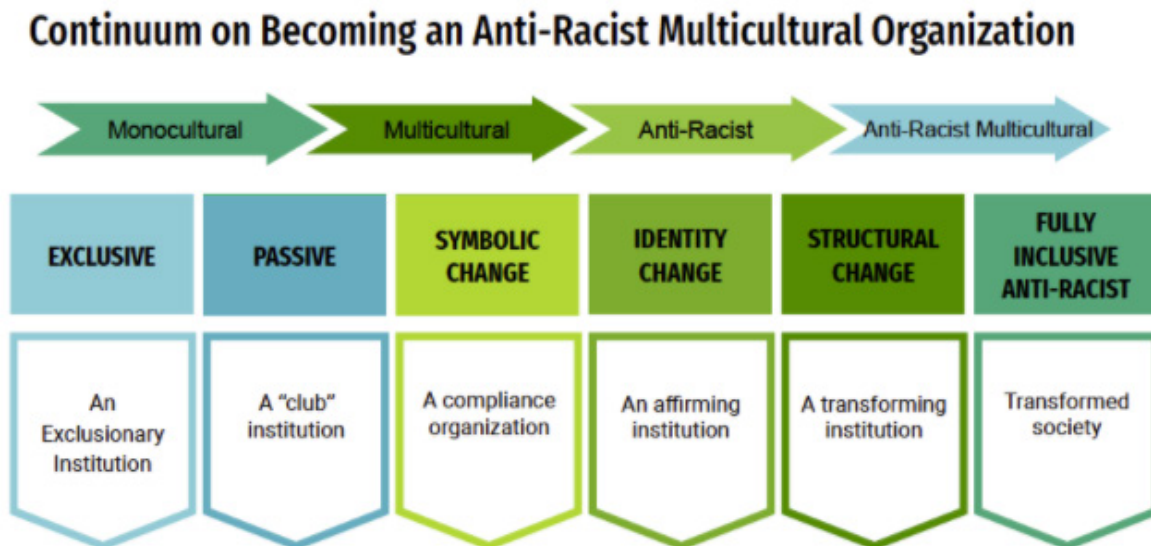 Continuum on Becoming an Anti-Racist Multicultural Organization
Monocultural
Multicultural
Anti-Racist
Anti-Racist Multicultural
EXCLUSIVE
PASSIVE
SYMBOLIC
CHANGE
IDENTITY
CHANGE
STRUCTURAL
CHANGE
FULLY
INCLUSIVE
ANTI-RACIST
An
Exclusionary
Institution
A “club”
institution
A compliance
organization
An affirming
institution
A transforming
institution
Transformed
society